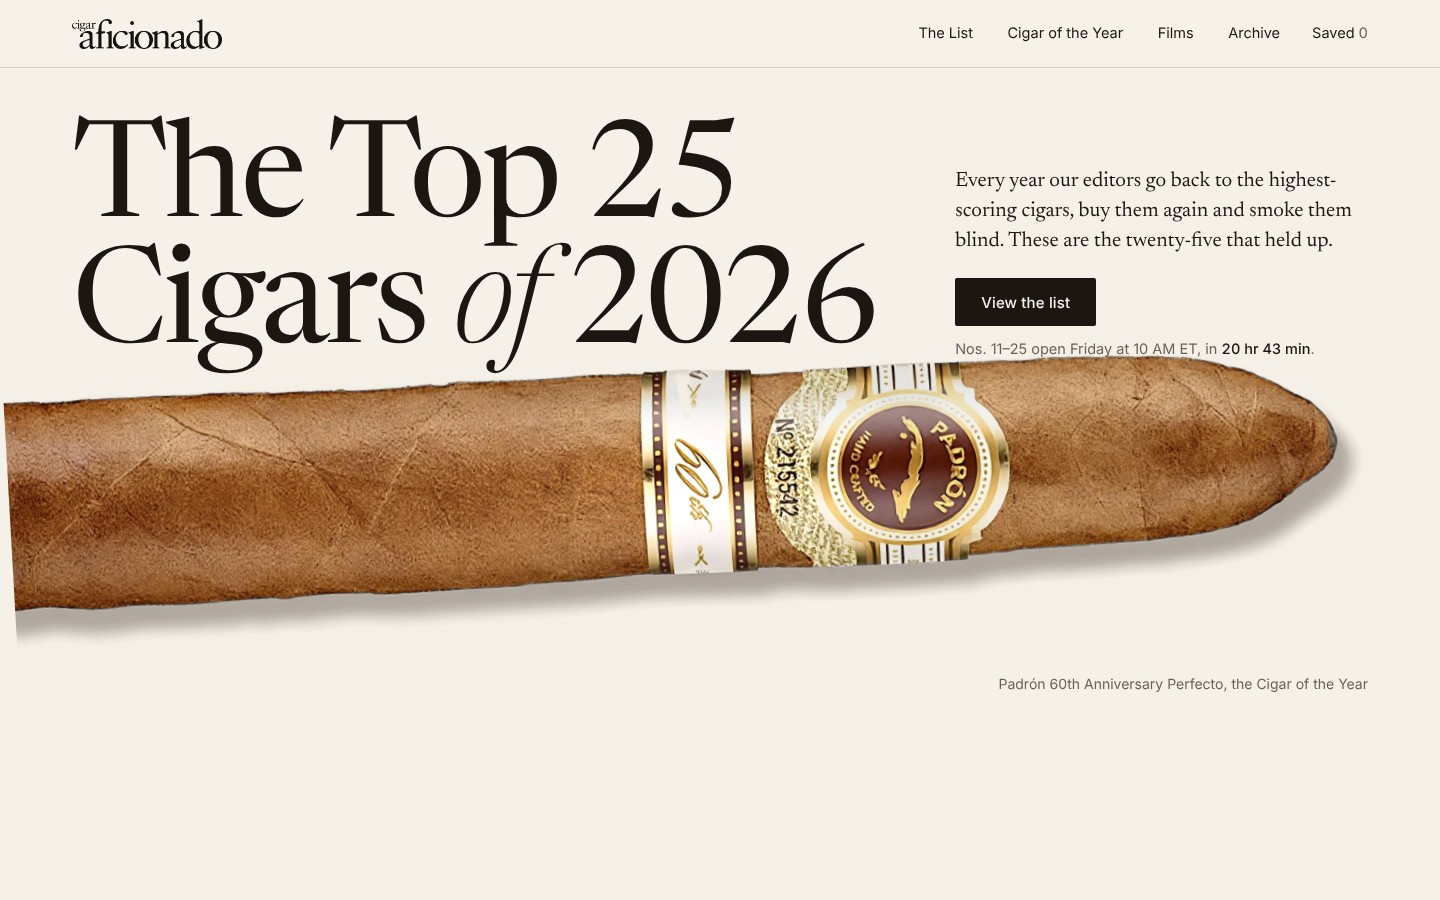 cigar
aficionado
The List
Cigar of the Year
Films
Archive
Saved 0
The Top 25
Cigars of 2026
Every year our editors go back to the highest-
scoring cigars, buy them again and smoke them
blind. These are the twenty-five that held up.
View the list
Nos. 11–25 open Friday at 10 AM ET, in 20 hr 43 min.
60th
Nº 215542
PADRÓN
HAND CRAFTED
Padrón 60th Anniversary Perfecto, the Cigar of the Year